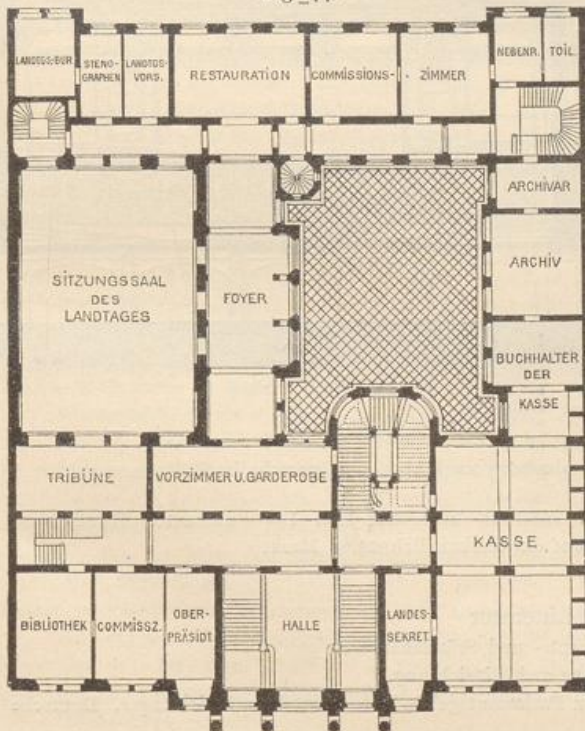 LANDES-BUR.
STENO-
GRAPHEN
LANDTGS-
VORS.
RESTAURATION
COMMISSIONS-
ZIMMER
NEBENR.
TOIL.
ARCHIVAR
SITZUNGSSAAL
DES
LANDTAGES
FOYER
ARCHIV
BUCHHALTER
DER
KASSE
TRIBÜNE
VORZIMMER U. GARDEROBE
KASSE
BIBLIOTHEK
COMMISSZ.
OBER-
PRÄSIDT.
HALLE
LANDES-
SEKRET.